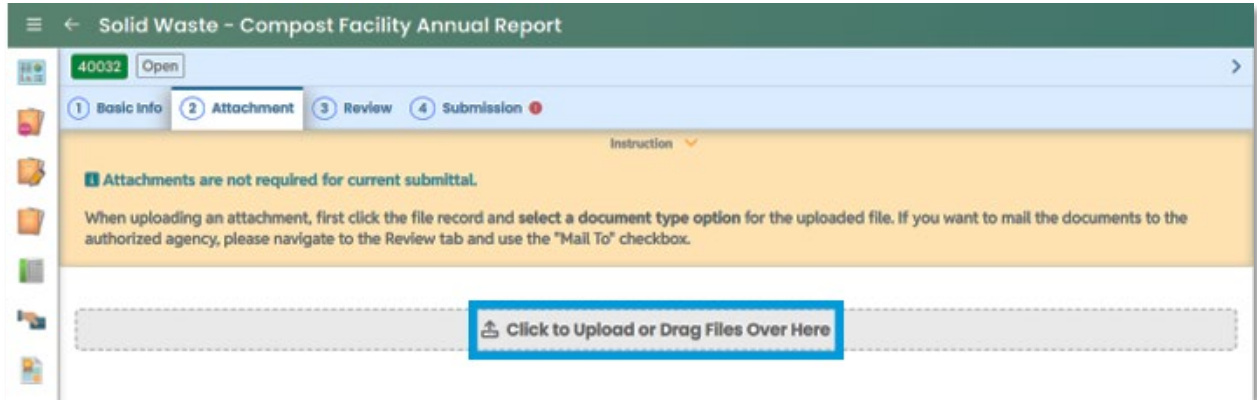 Solid Waste - Compost Facility Annual Report
40032 Open
1 Basic Info 2 Attachment 3 Review 4 Submission
Instruction
Attachments are not required for current submittal.
When uploading an attachment, first click the file record and select a document type option for the uploaded file. If you want to mail the documents to the
authorized agency, please navigate to the Review tab and use the "Mail To" checkbox.
Click to Upload or Drag Files Over Here